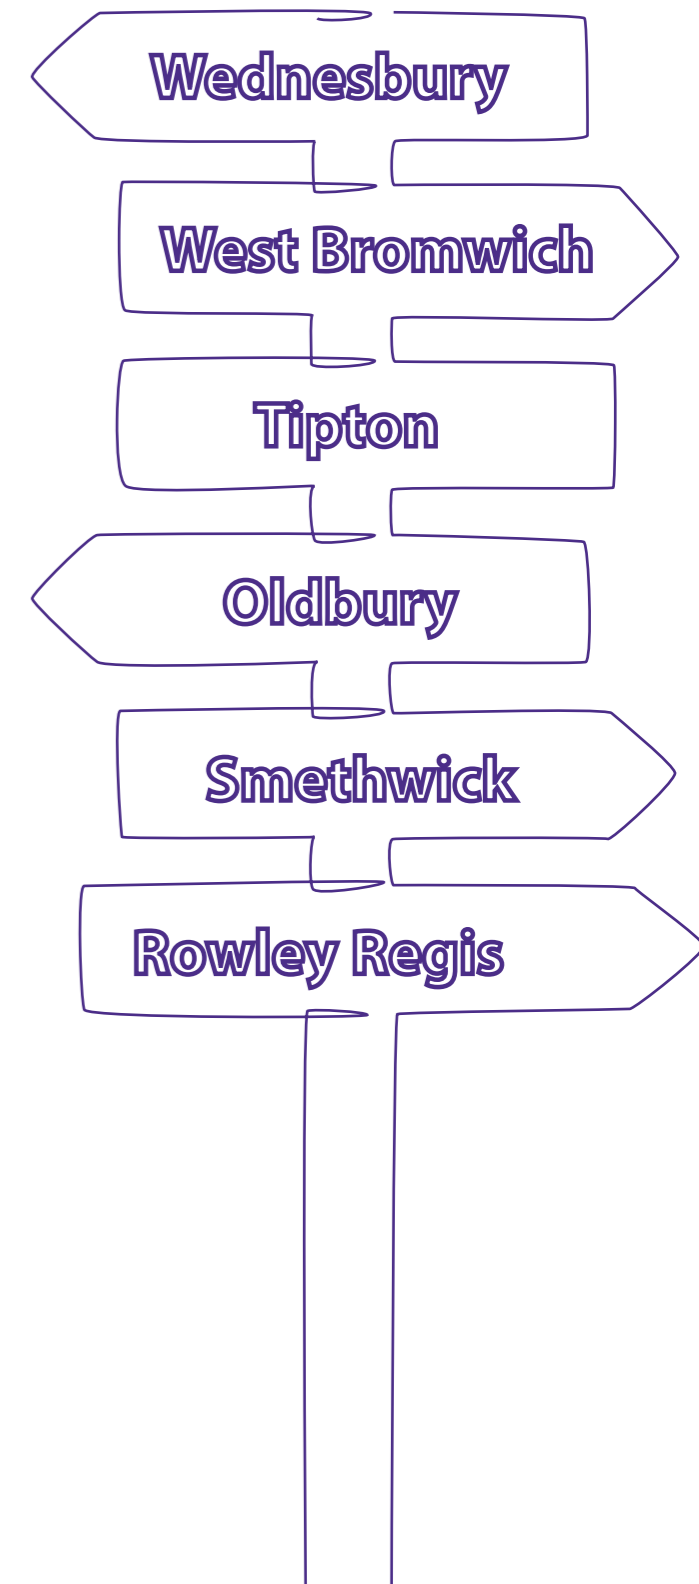 Wednesbury
West Bromwich
Tipton
Oldbury
Smethwick
Rowley Regis